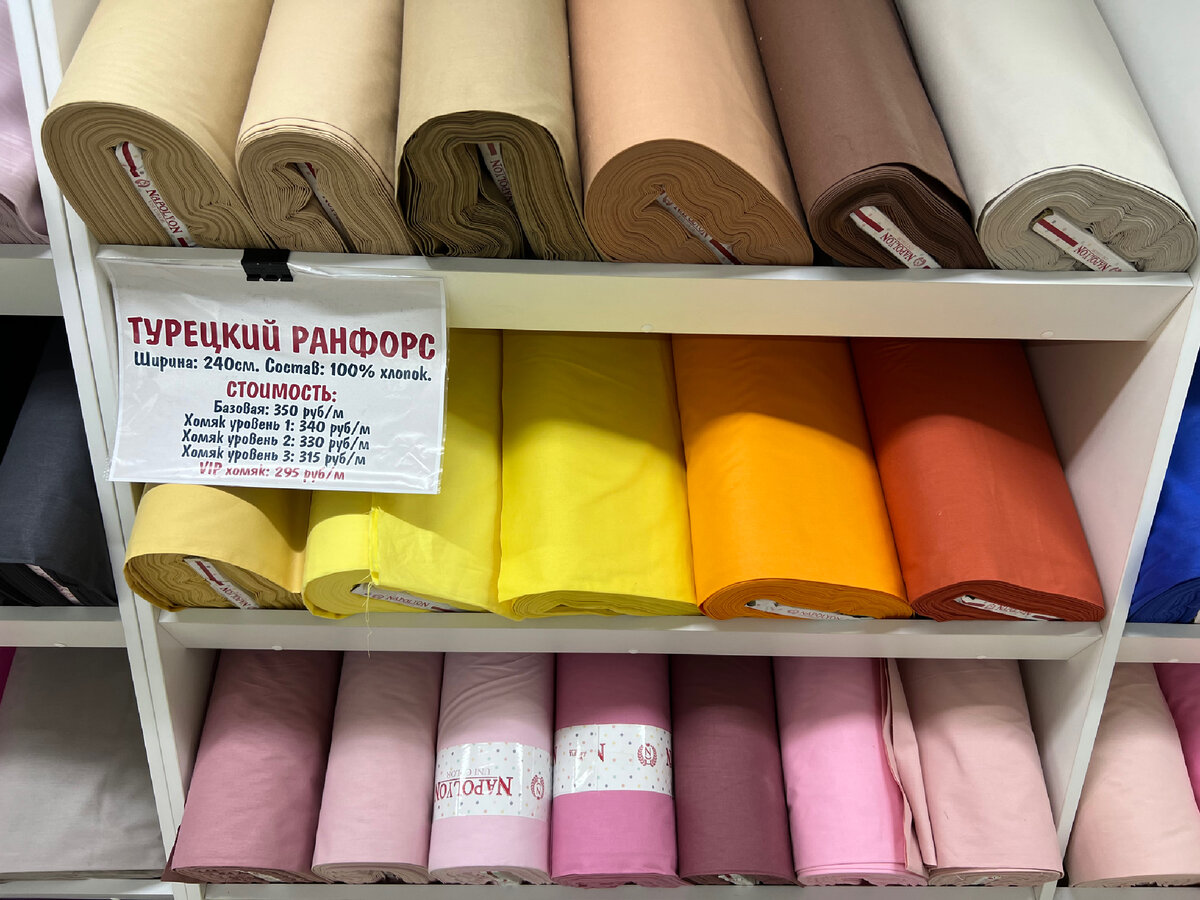 NAPOLYON
NAPOLYON
NAPOLYON
NAPOLYON
ТУРЕЦКИЙ РАНФОРС
Ширина: 240см. Состав: 100% хлопок.
СТОИМОСТЬ:
Базовая: 350 руб/м
Хомяк уровень 1: 340 руб/м
Хомяк уровень 2: 330 руб/м
Хомяк уровень 3: 315 руб/м
VIP хомяк: 295 руб/м
NAPOLYON
N